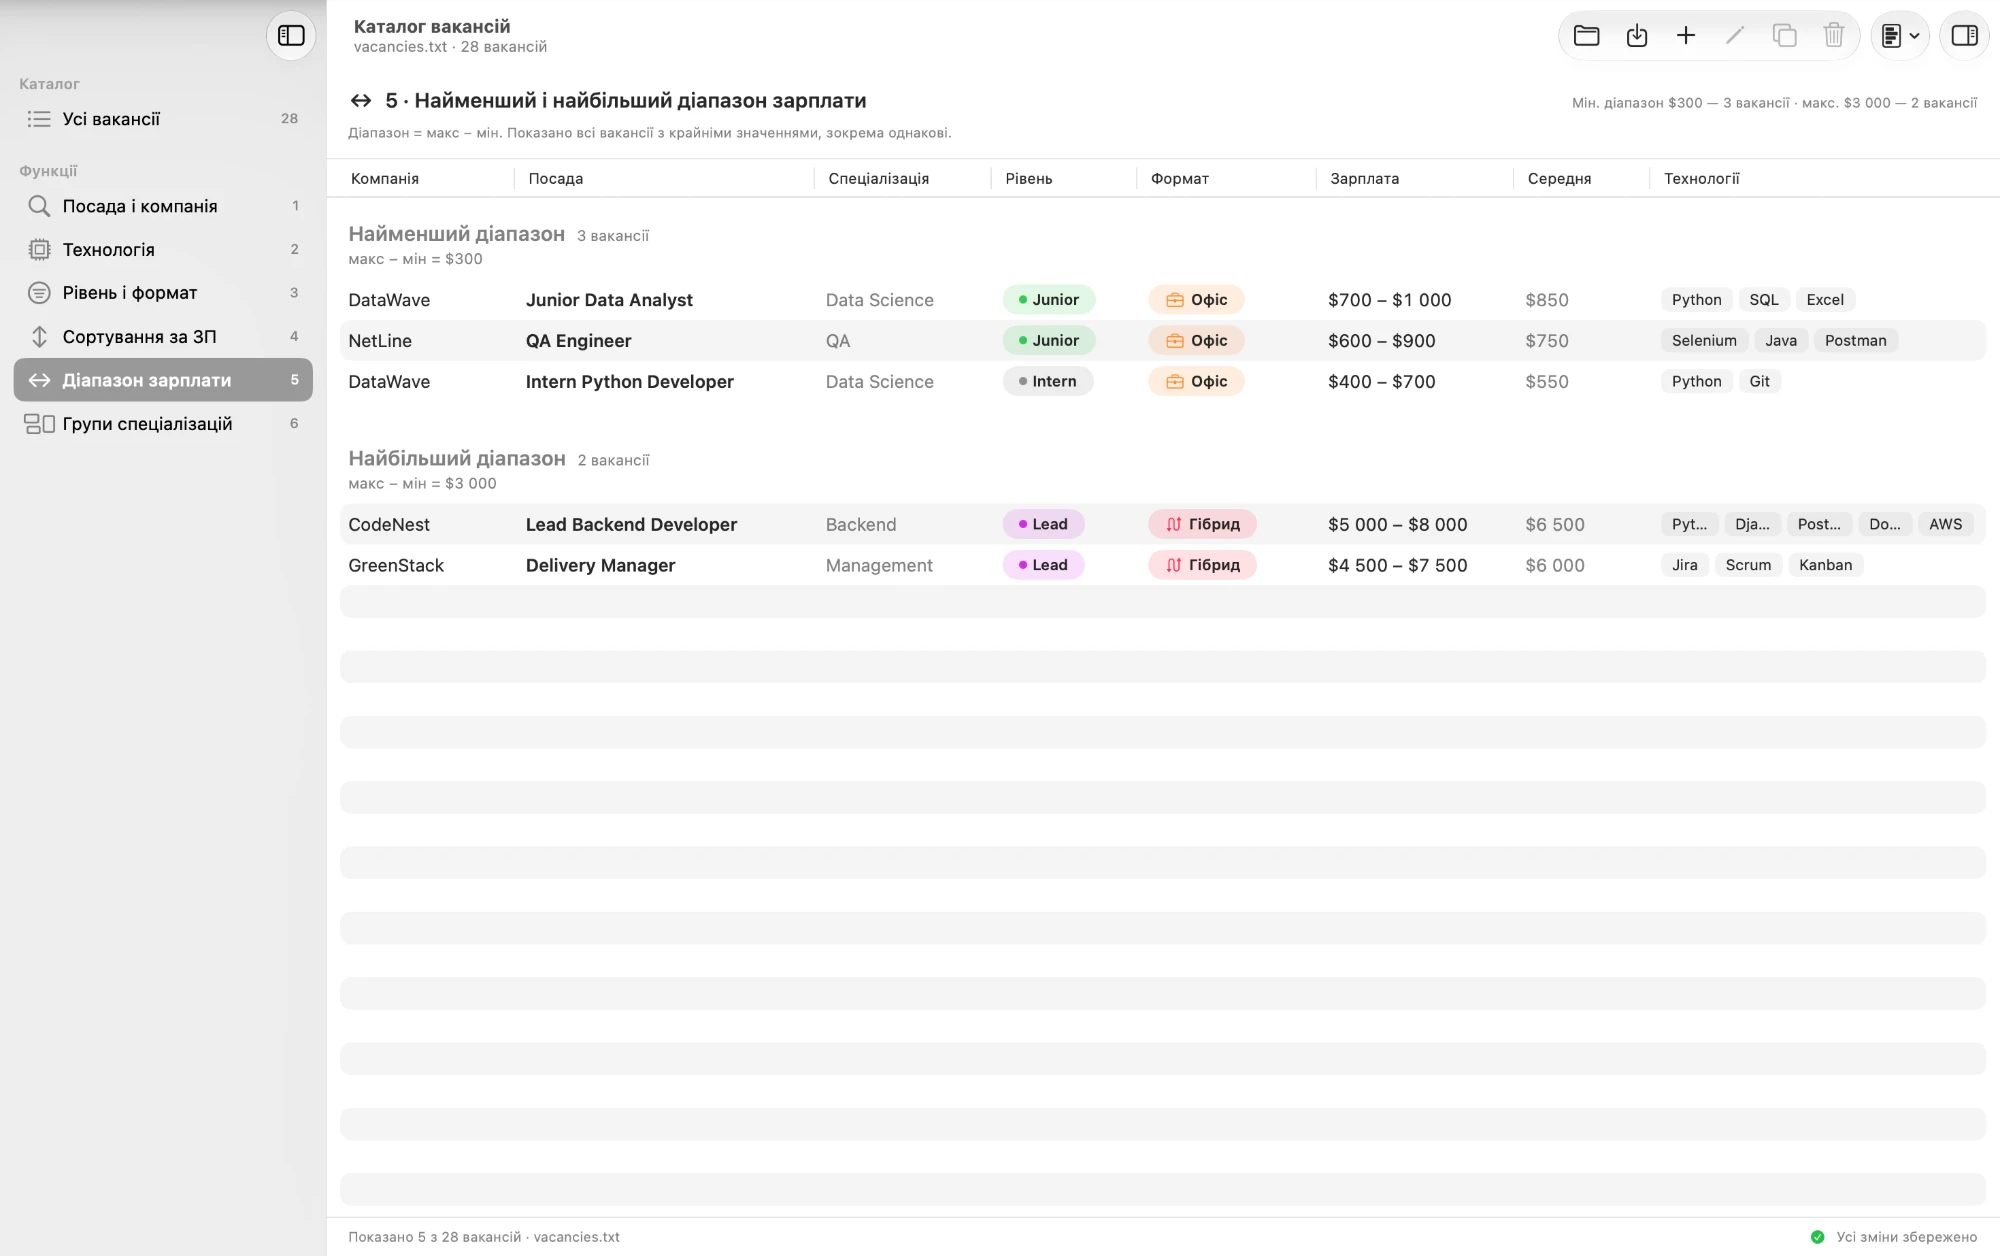 Каталог
Усі вакансії 28
Функції
Посада і компанія 1
Технологія 2
Рівень і формат 3
Сортування за ЗП 4
Діапазон зарплати 5
Групи спеціалізацій 6
Каталог вакансій
vacancies.txt · 28 вакансій
5 · Найменший і найбільший діапазон зарплати
Мін. діапазон $300 — 3 вакансії · макс. $3 000 — 2 вакансії
Діапазон = макс – мін. Показано всі вакансії з крайніми значеннями, зокрема однакові.
Компанія Посада Спеціалізація Рівень Формат Зарплата Середня Технології
Найменший діапазон 3 вакансії
макс – мін = $300
DataWave Junior Data Analyst Data Science Junior Офіс $700 – $1 000 $850 Python SQL Excel
NetLine QA Engineer QA Junior Офіс $600 – $900 $750 Selenium Java Postman
DataWave Intern Python Developer Data Science Intern Офіс $400 – $700 $550 Python Git
Найбільший діапазон 2 вакансії
макс – мін = $3 000
CodeNest Lead Backend Developer Backend Lead Гібрид $5 000 – $8 000 $6 500 Pyt... Dja... Post... Do... AWS
GreenStack Delivery Manager Management Lead Гібрид $4 500 – $7 500 $6 000 Jira Scrum Kanban
Показано 5 з 28 вакансій · vacancies.txt
Усі зміни збережено